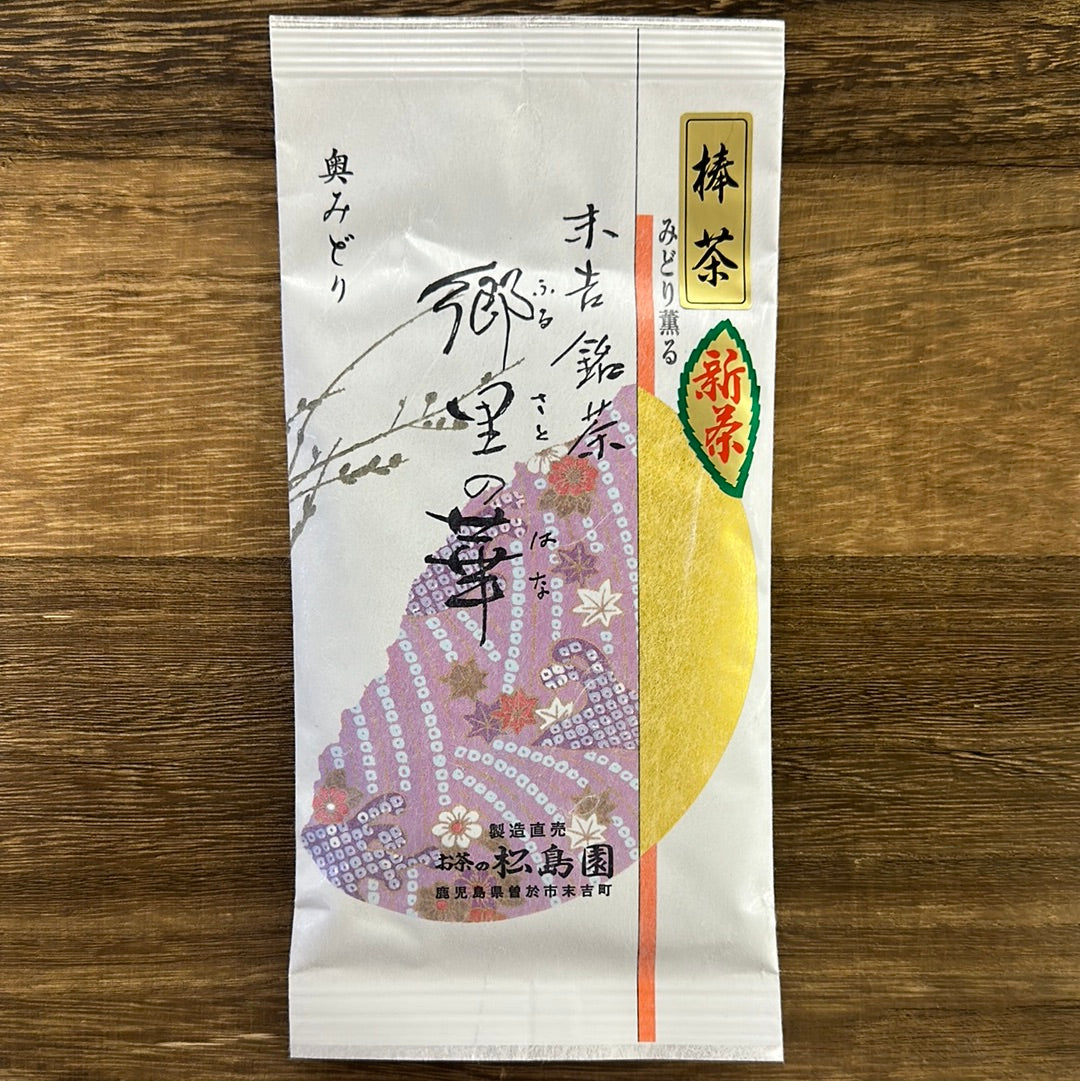 棒茶
新茶
みどり薫る
末吉銘茶
郷里の華
ふるさと
はな
奥みどり
製造直売
お茶の松島園
鹿児島県曽於市末吉町